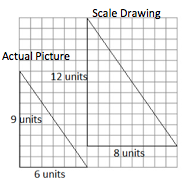 Scale Drawing
Actual Picture
12 units
9 units
8 units
6 units